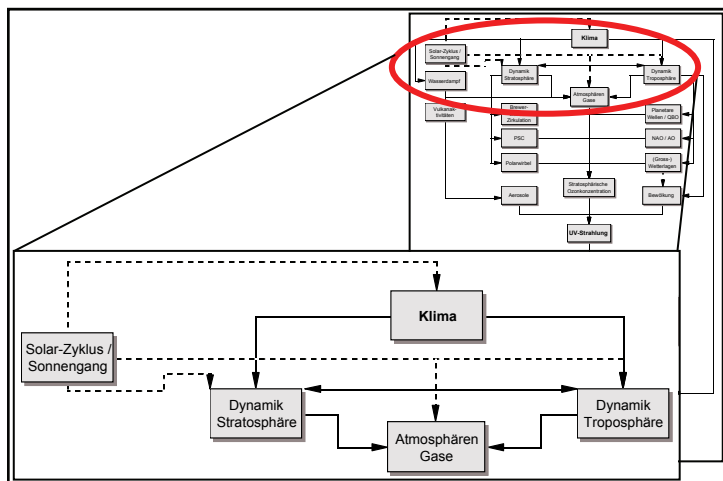 Klima
Solar-Zyklus /
Sonnengang
Dynamik
Stratosphäre
Dynamik
Troposphäre
Wasserdampf
Atmosphären
Gase
Vulkanak-
tivitäten
Brewer-
Zirkulation
Planetare
Wellen / QBO
PSC
NAO / AO
Polarwirbel
(Gross-)
Wetterlagen
Stratosphärische
Ozonkonzentration
Aerosole
Bewölkung
UV-Strahlung
Klima
Solar-Zyklus /
Sonnengang
Dynamik
Stratosphäre
Atmosphären
Gase
Dynamik
Troposphäre